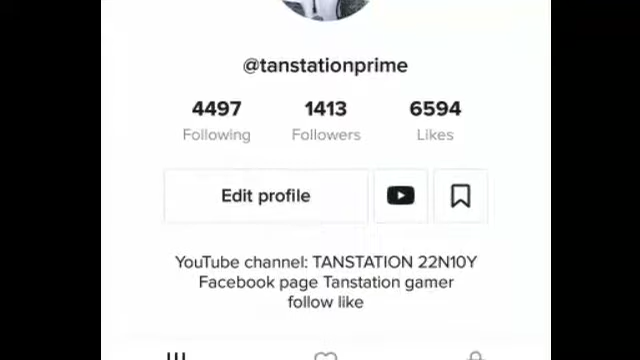 @tanstationprime
4497 1413 6594
Following Followers Likes
Edit profile
YouTube channel: TANSTATION 22N10Y
Facebook page Tanstation gamer
follow like